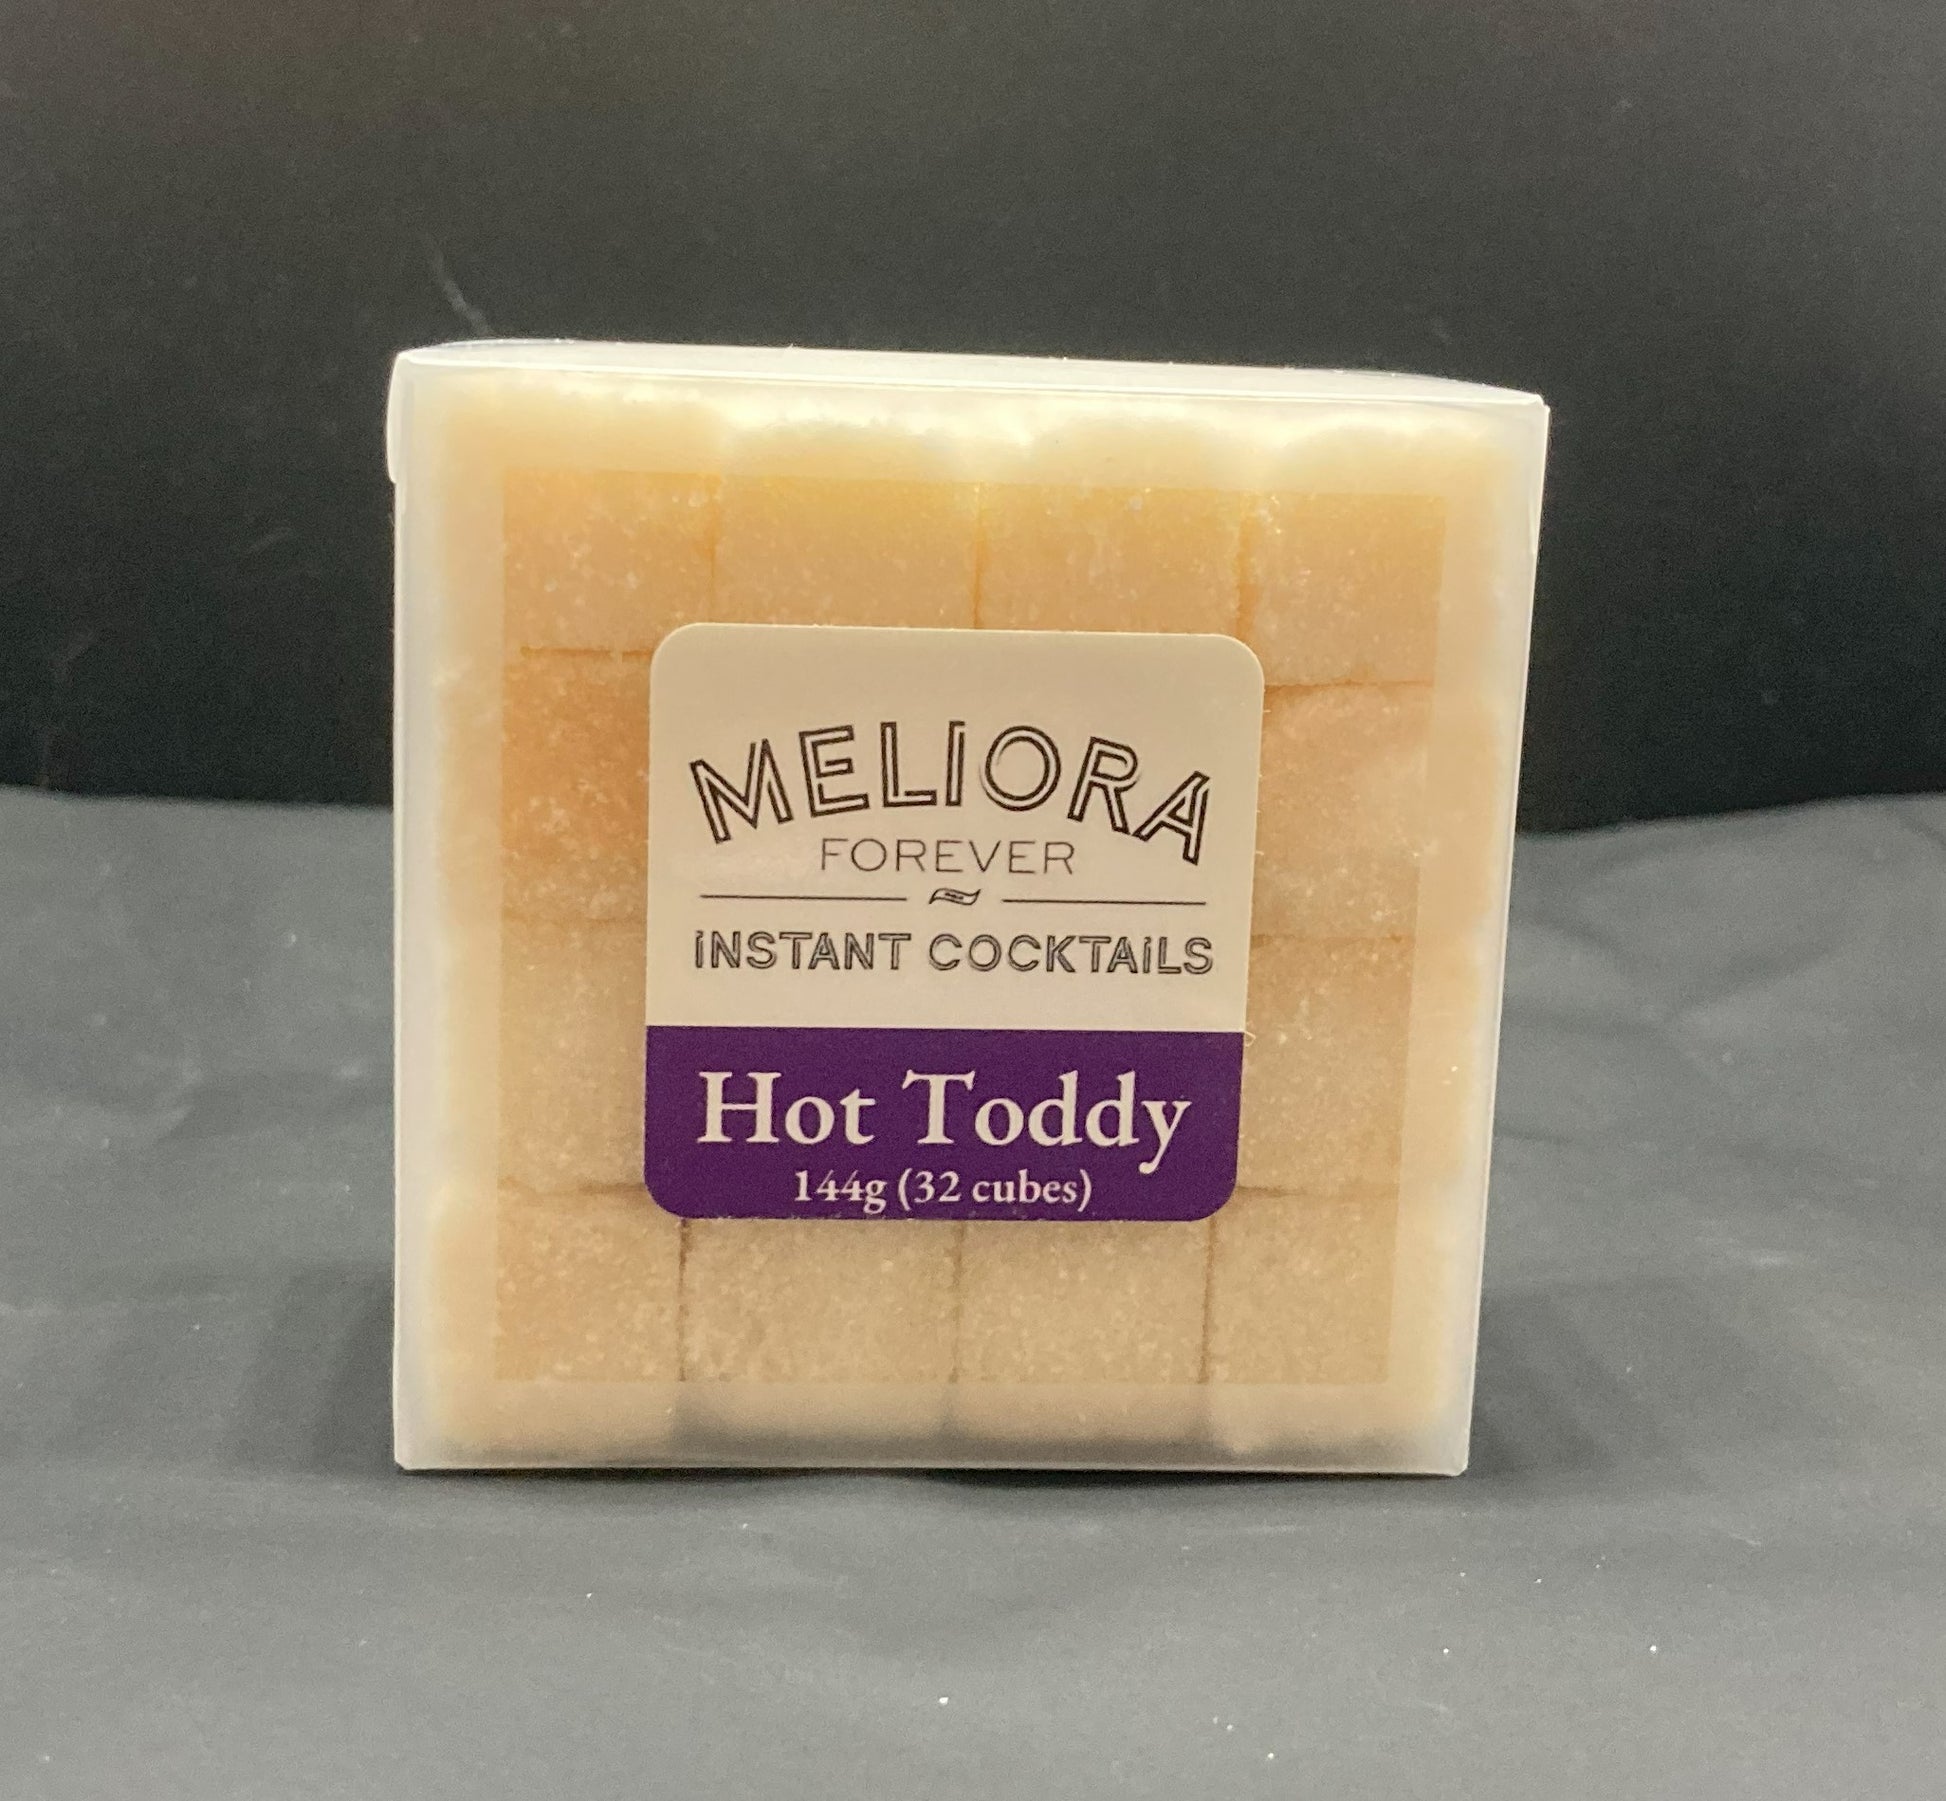 MELIORA
FOREVER
INSTANT COCKTAILS
Hot Toddy
144g (32 cubes)